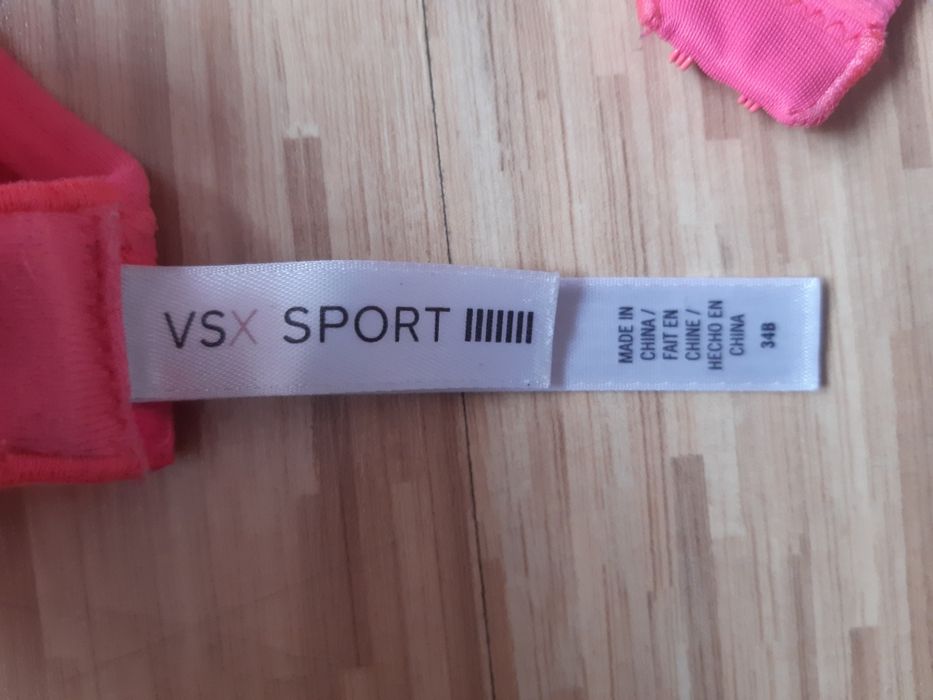 VSX SPORT
MADE IN
CHINA /
FAIT EN
CHINE /
HECHO EN
CHINA
34B